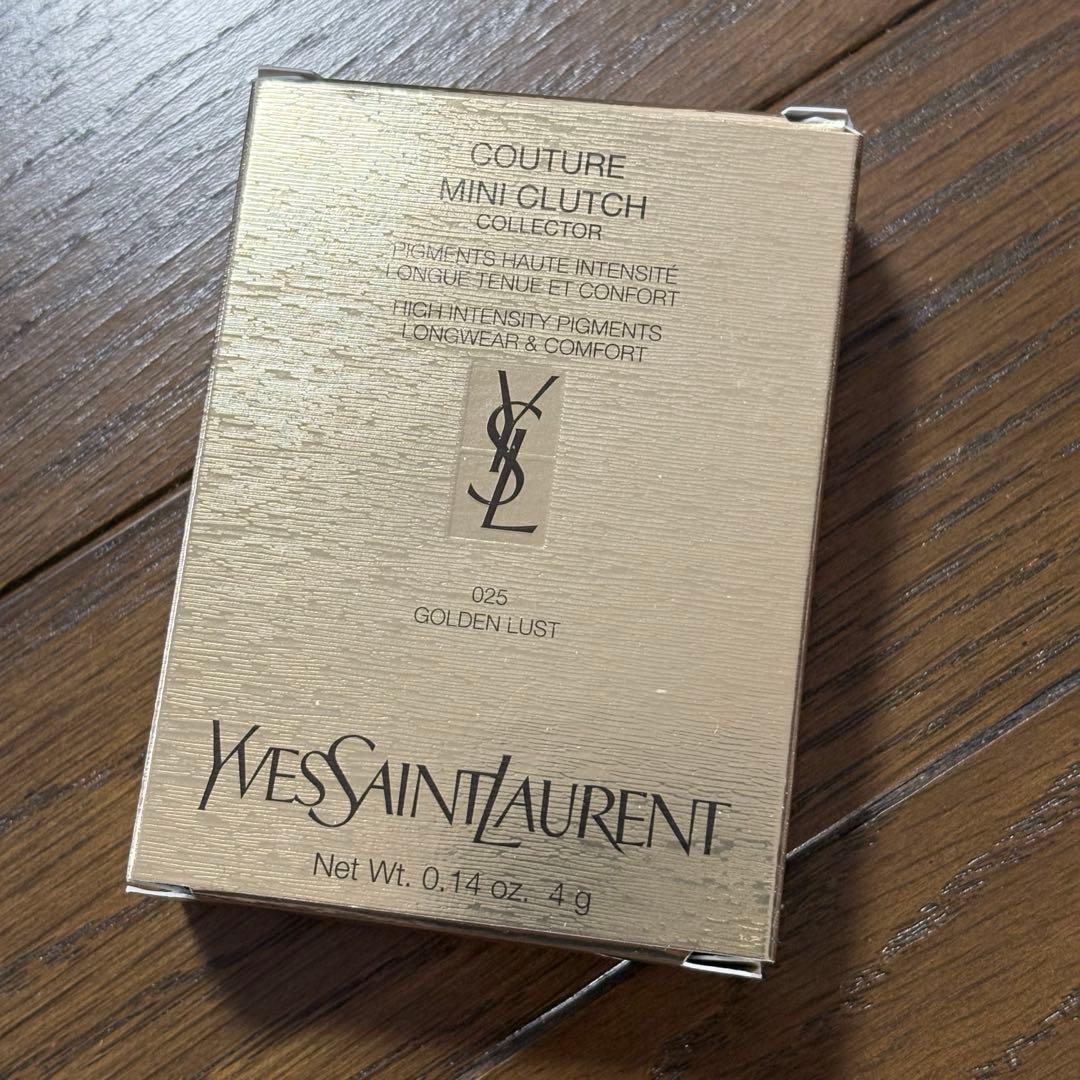 COUTURE
MINI CLUTCH
COLLECTOR
PIGMENTS HAUTE INTENSITÉ
LONGUE TENUE ET CONFORT
HIGH INTENSITY PIGMENTS
LONGWEAR & COMFORT
YSL
025
GOLDEN LUST
YVESSAINTLAURENT
Net Wt. 0.14 oz. 4 g